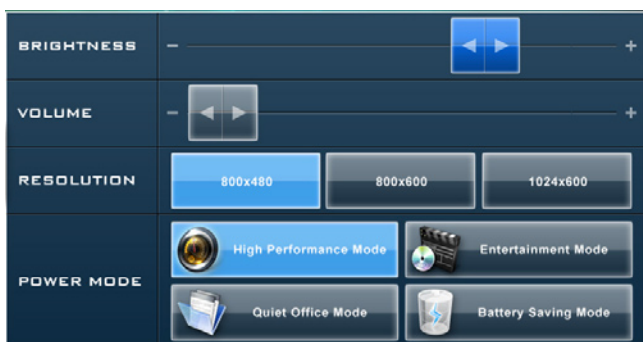 BRIGHTNESS - +
VOLUME - +
RESOLUTION 800x480 800x600 1024x600
High Performance Mode Entertainment Mode
POWER MODE
Quiet Office Mode Battery Saving Mode